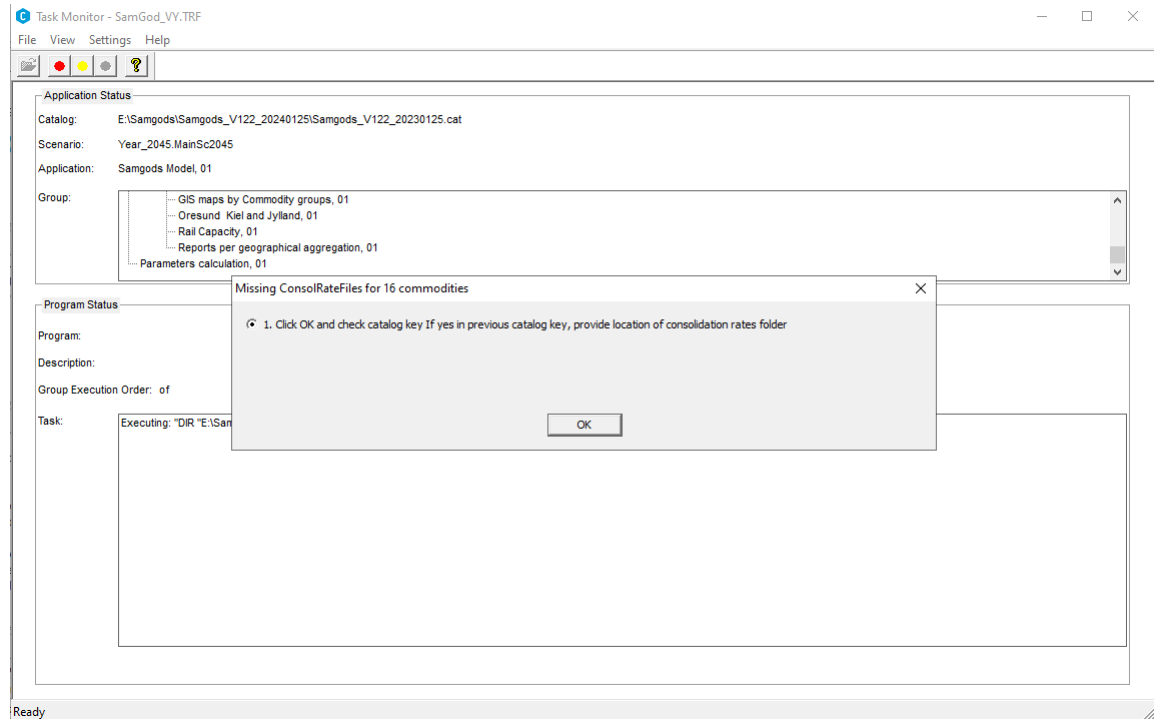 Task Monitor - SamGod_VY.TRF
File View Settings Help
Application Status
Catalog: E:\Samgods\Samgods_V122_20240125\Samgods_V122_20230125.cat
Scenario: Year_2045.MainSc2045
Application: Samgods Model, 01
Group:
GIS maps by Commodity groups, 01
Oresund Kiel and Jylland, 01
Rail Capacity, 01
Reports per geographical aggregation, 01
Parameters calculation, 01
Missing ConsolRateFiles for 16 commodities
1. Click OK and check catalog key If yes in previous catalog key, provide location of consolidation rates folder
OK
Program Status
Program:
Description:
Group Execution Order: of
Task: Executing: "DIR "E:\Sam
Ready